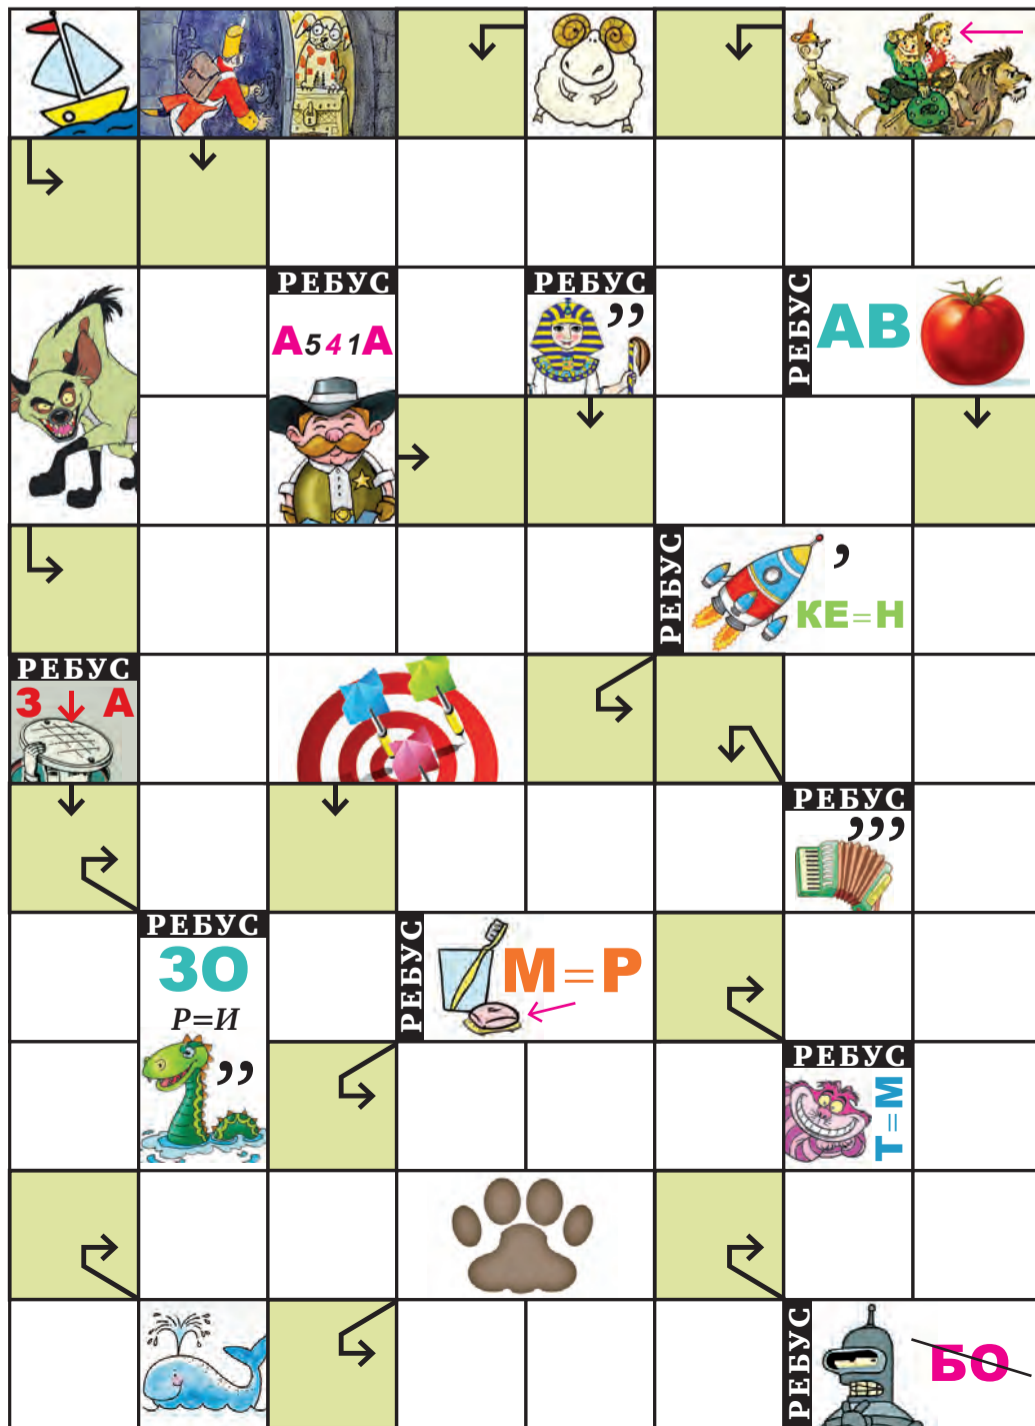 РЕБУС
А541А
РЕБУС
,,
РЕБУС
АВ
РЕБУС
,
КЕ=Н
РЕБУС
З А
РЕБУС
,,,
РЕБУС
ЗО
Р=И
,,
РЕБУС
М=Р
РЕБУС
Т=М
РЕБУС
БО